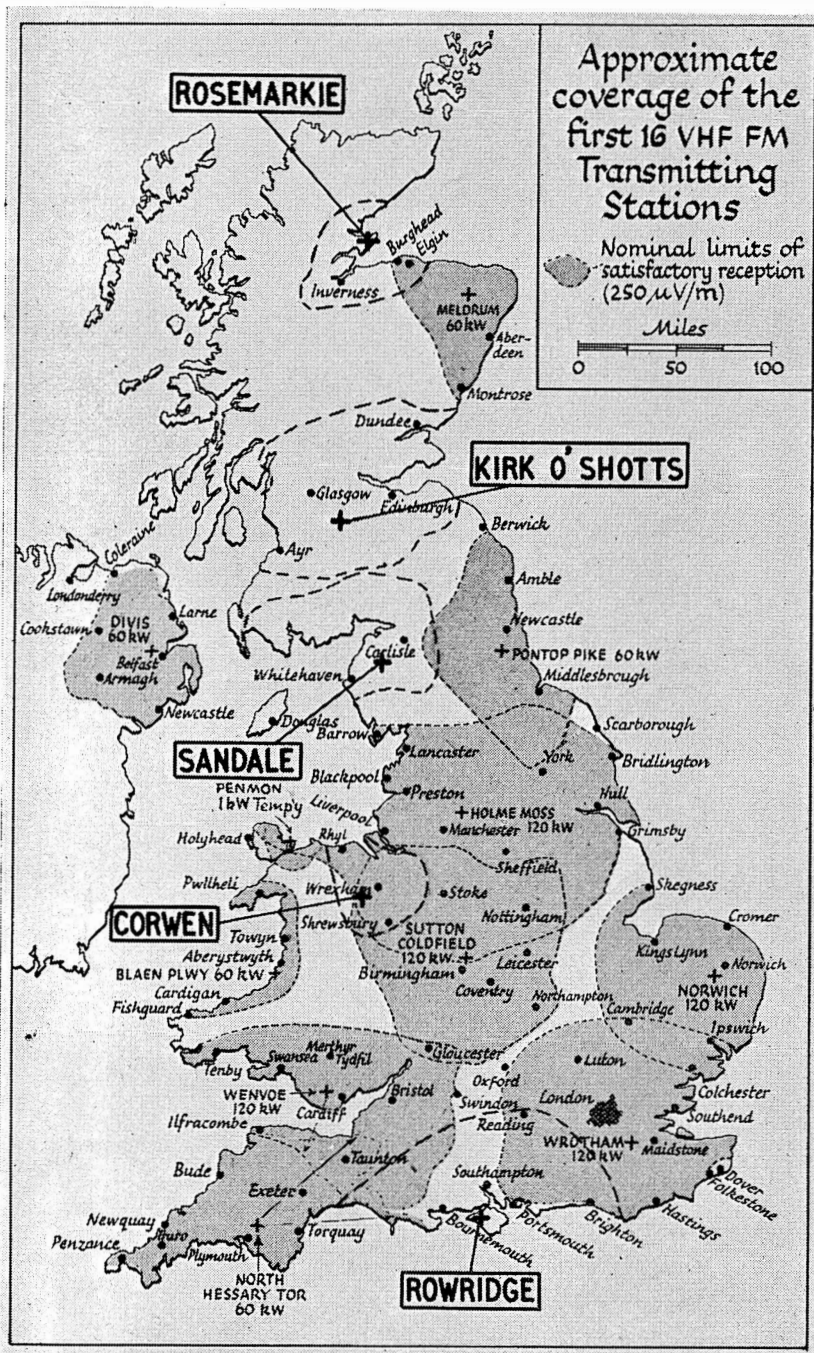 Approximate
coverage of the
first 16 VHF FM
Transmitting
Stations
Nominal limits of
satisfactory reception
(250 µV/m)
Miles
0 50 100
ROSEMARKIE
Burghead
Elgin
Inverness
MELDRUM
60 kW
Aber-
deen
Montrose
Dundee
KIRK O' SHOTTS
Glasgow
Edinburgh
Berwick
Ayr
Coleraine
Londonderry
Larne
Cookstown
DIVIS
60 kW
Belfast
Armagh
Newcastle
Amble
Newcastle
PONTOP PIKE 60 kW
Middlesbrough
Carlisle
Whitehaven
Douglas
Barrow
SANDALE
Scarborough
Bridlington
Lancaster
York
Blackpool
Preston
Hull
PENMON
1 kW Temp'y
Liverpool
HOLME MOSS
120 kW
Manchester
Grimsby
Holyhead
Rhyl
Sheffield
Pwllheli
Wrexham
Stoke
Skegness
CORWEN
Shrewsbury
Nottingham
Cromer
Towyn
SUTTON
COLDFIELD
120 kW
Kings Lynn
Norwich
Aberystwyth
BLAEN PLWY 60 kW
Birmingham
Leicester
NORWICH
120 kW
Cardigan
Coventry
Northampton
Fishguard
Cambridge
Ipswich
Merthyr
Tydfil
Gloucester
Tenby
Swansea
Oxford
Luton
Colchester
WENVOE
120 kW
Cardiff
Bristol
Swindon
London
Southend
Ilfracombe
Reading
WROTHAM
120 kW
Maidstone
Bude
Taunton
Southampton
Dover
Folkestone
Exeter
Newquay
Truro
Penzance
Plymouth
Torquay
Bournemouth
Portsmouth
Brighton
Hastings
NORTH
HESSARY TOR
60 kW
ROWRIDGE